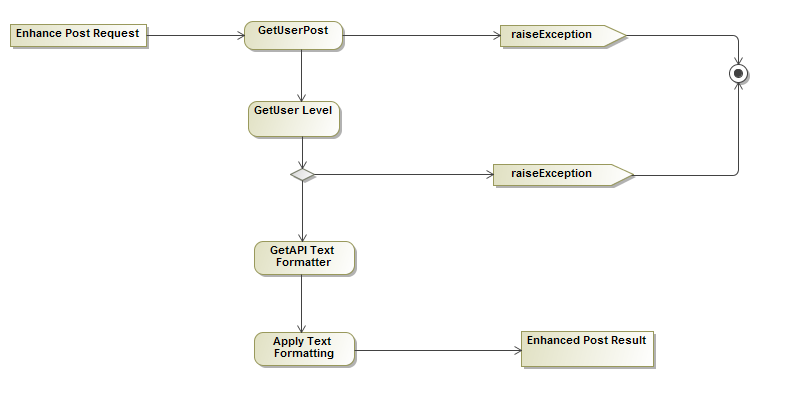 Enhance Post Request
GetUserPost
raiseException
GetUser Level
raiseException
GetAPI Text
Formatter
Apply Text
Formatting
Enhanced Post Result